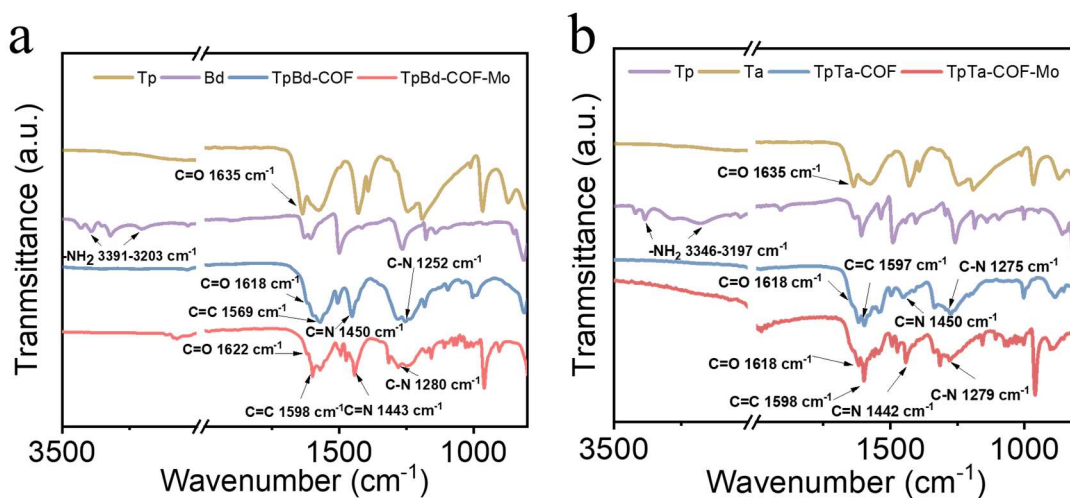 a
Tp Bd TpBd-COF TpBd-COF-Mo
Tranmsittance (a.u.)
C=O 1635 cm-1
-NH2 3391-3203 cm-1
C-N 1252 cm-1
C=O 1618 cm-1
C=C 1569 cm-1
C=N 1450 cm-1
C=O 1622 cm-1
C-N 1280 cm-1
C=C 1598 cm-1
C=N 1443 cm-1
3500 1500 1000
Wavenumber (cm-1)
b
Tp Ta TpTa-COF TpTa-COF-Mo
Tranmsittance (a.u.)
C=O 1635 cm-1
-NH2 3346-3197 cm-1
C=C 1597 cm-1
C-N 1275 cm-1
C=O 1618 cm-1
C=N 1450 cm-1
C=O 1618 cm-1
C-N 1279 cm-1
C=C 1598 cm-1
C=N 1442 cm-1
3500 1500 1000
Wavenumber (cm-1)